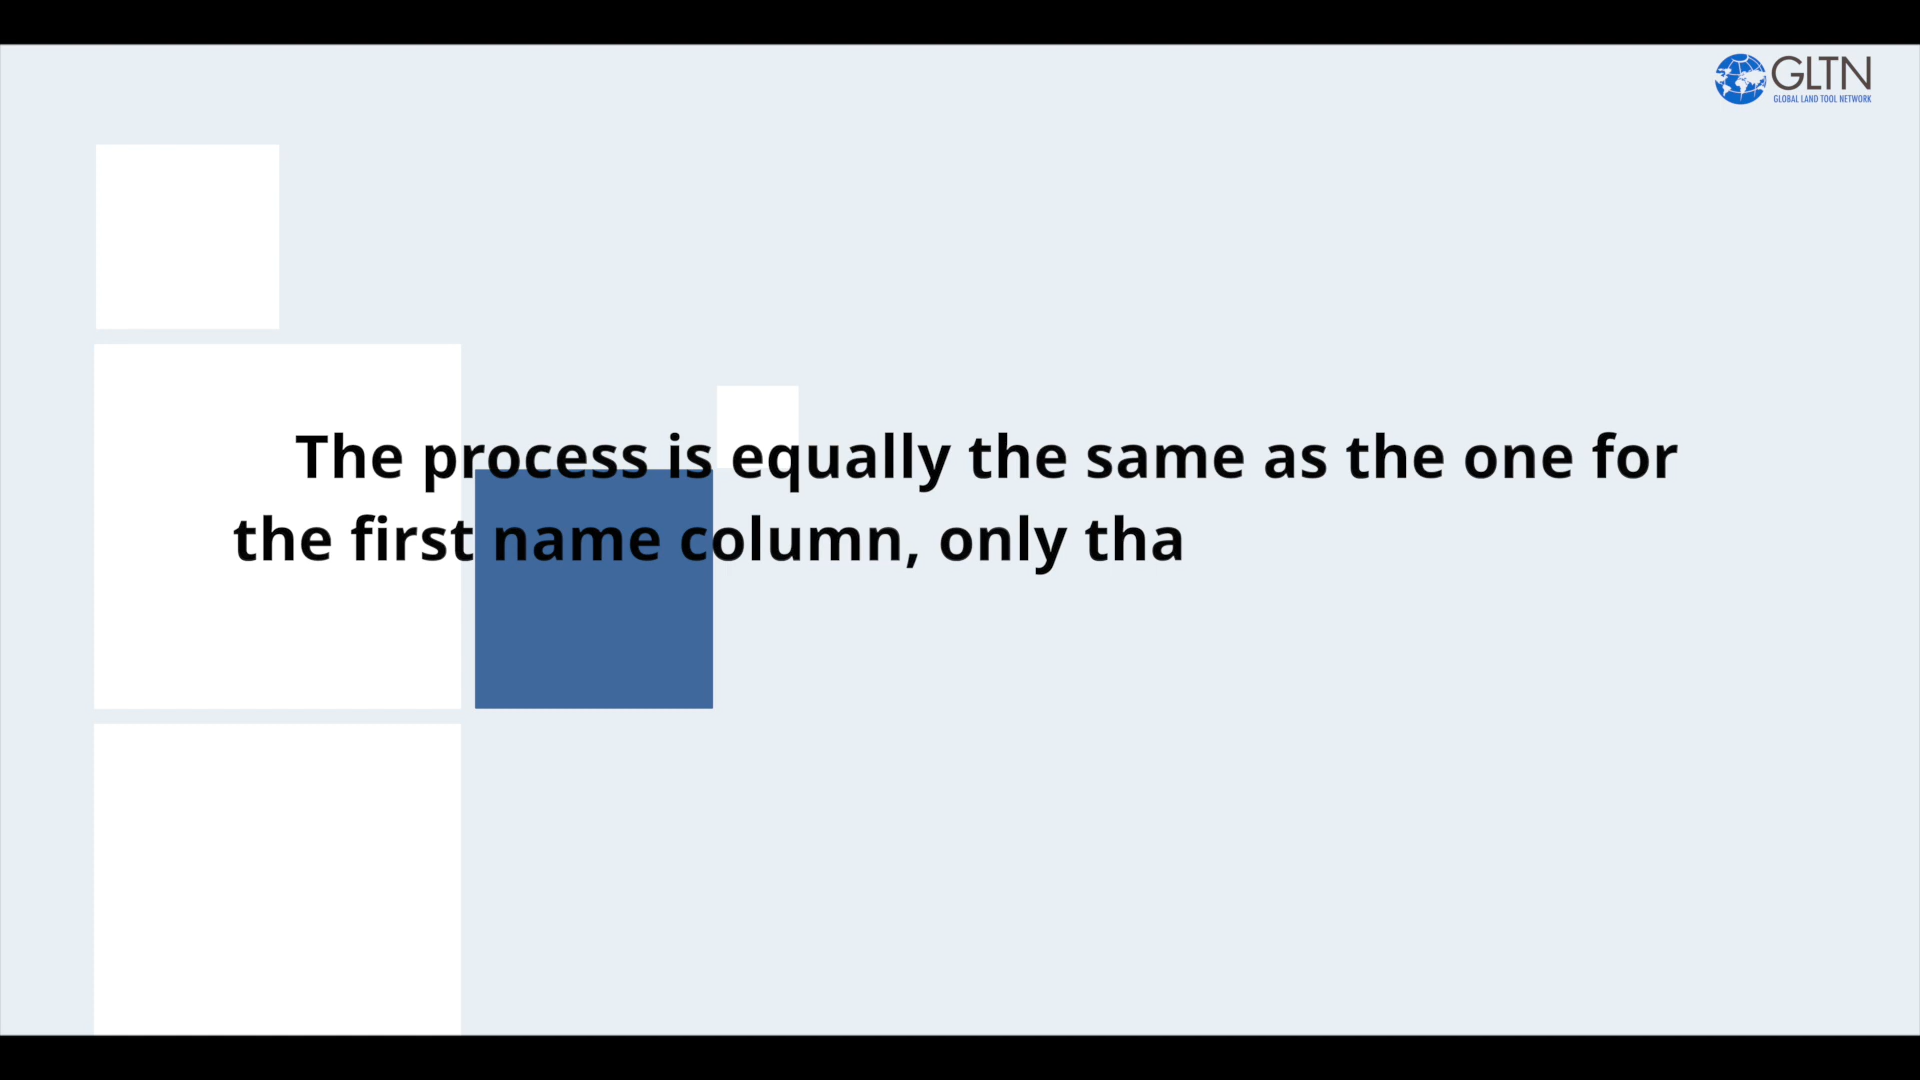 GLTN
GLOBAL LAND TOOL NETWORK
The process is equally the same as the one for
the first name column, only tha